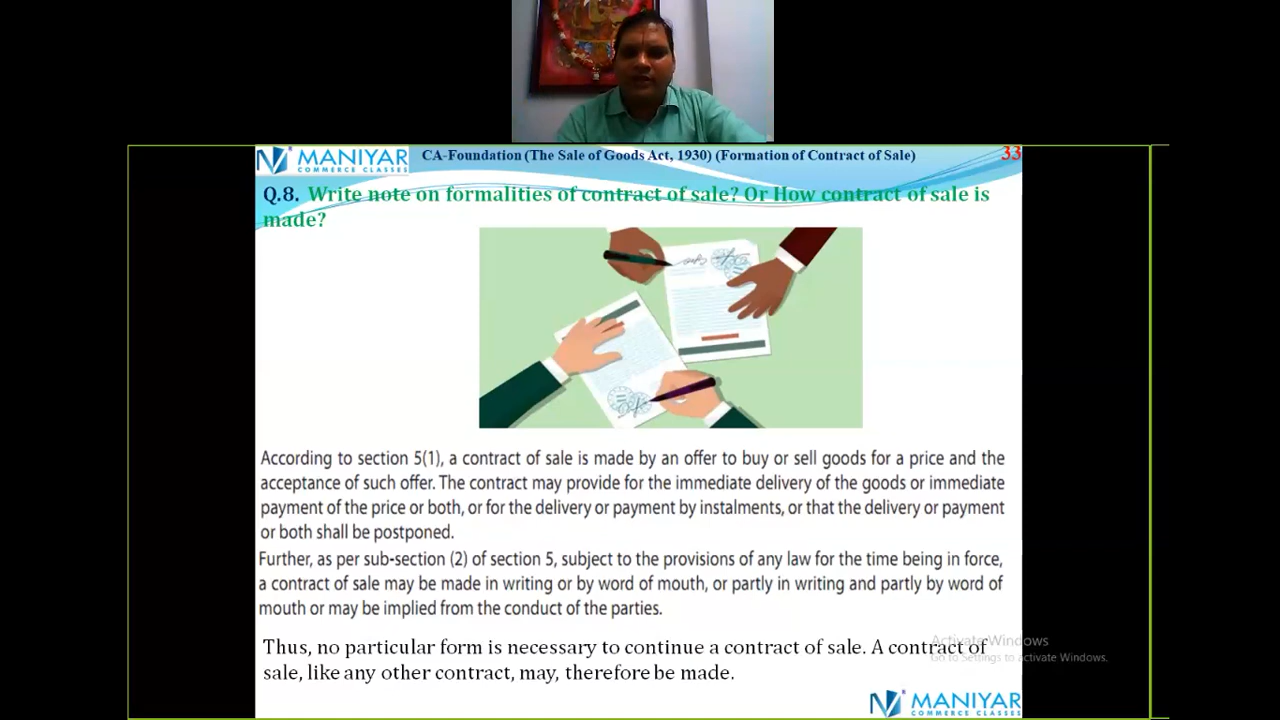 MANIYAR
COMMERCE CLASSES
CA-Foundation (The Sale of Goods Act, 1930) (Formation of Contract of Sale)
33
Q.8. Write note on formalities of contract of sale? Or How contract of sale is
made?
According to section 5(1), a contract of sale is made by an offer to buy or sell goods for a price and the
acceptance of such offer. The contract may provide for the immediate delivery of the goods or immediate
payment of the price or both, or for the delivery or payment by instalments, or that the delivery or payment
or both shall be postponed.
Further, as per sub-section (2) of section 5, subject to the provisions of any law for the time being in force,
a contract of sale may be made in writing or by word of mouth, or partly in writing and partly by word of
mouth or may be implied from the conduct of the parties.
Thus, no particular form is necessary to continue a contract of sale. A contract of
sale, like any other contract, may, therefore be made.
Activate Windows
Go to Settings to activate Windows.
MANIYAR
COMMERCE CLASSES